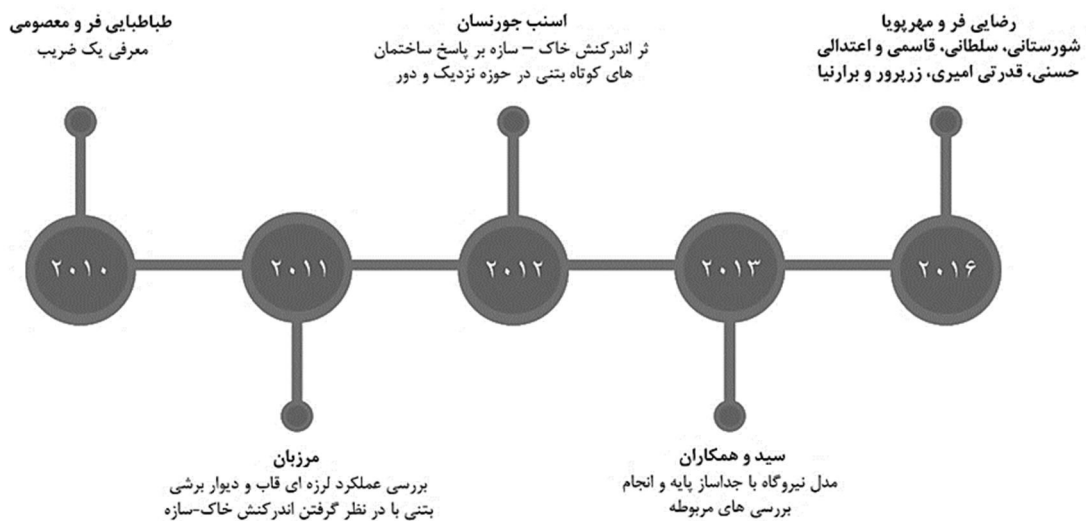 طباطبایی فر و معصومی
معرفی یک ضریب
اسنب جورنسان
ثر اندرکنش خاک – سازه بر پاسخ ساختمان
های کوتاه بتنی در حوزه نزدیک و دور
رضایی فر و مهرپویا
شورستانی، سلطانی، قاسمی و اعتدالی
حسنی، قدرتی امیری، زرپرور و برارنیا
۲۰۱۰
۲۰۱۱
۲۰۱۲
۲۰۱۳
۲۰۱۶
مرزبان
بررسی عملکرد لرزه ای قاب و دیوار برشی
بتنی با در نظر گرفتن اندرکنش خاک-سازه
سید و همکاران
مدل نیروگاه با جداساز پایه و انجام
بررسی های مربوطه